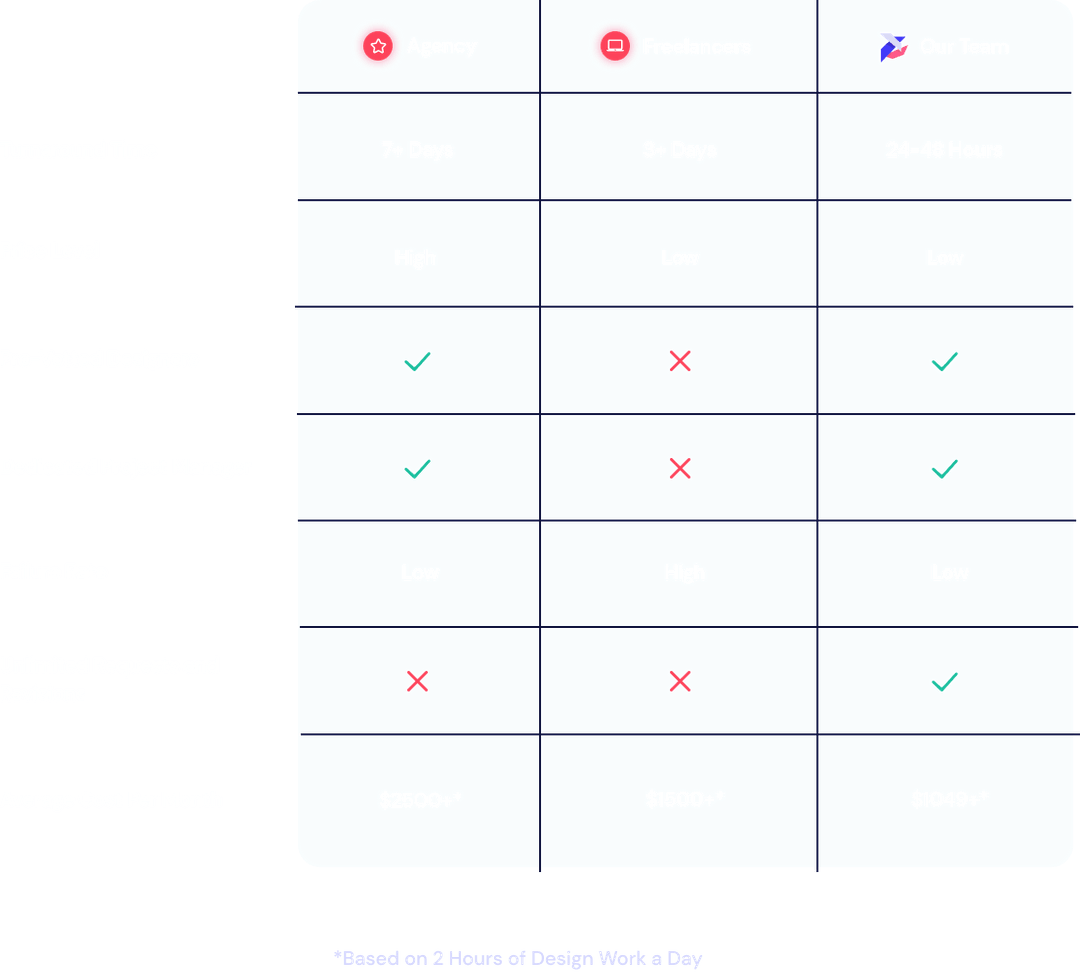 Agency Freelancers Our Team
7+ Days 3+ Days 24-48 Hours
High Low Low
Low High Low
$2500+* $1500+*
*Based on 2 Hours of Design Work a Day